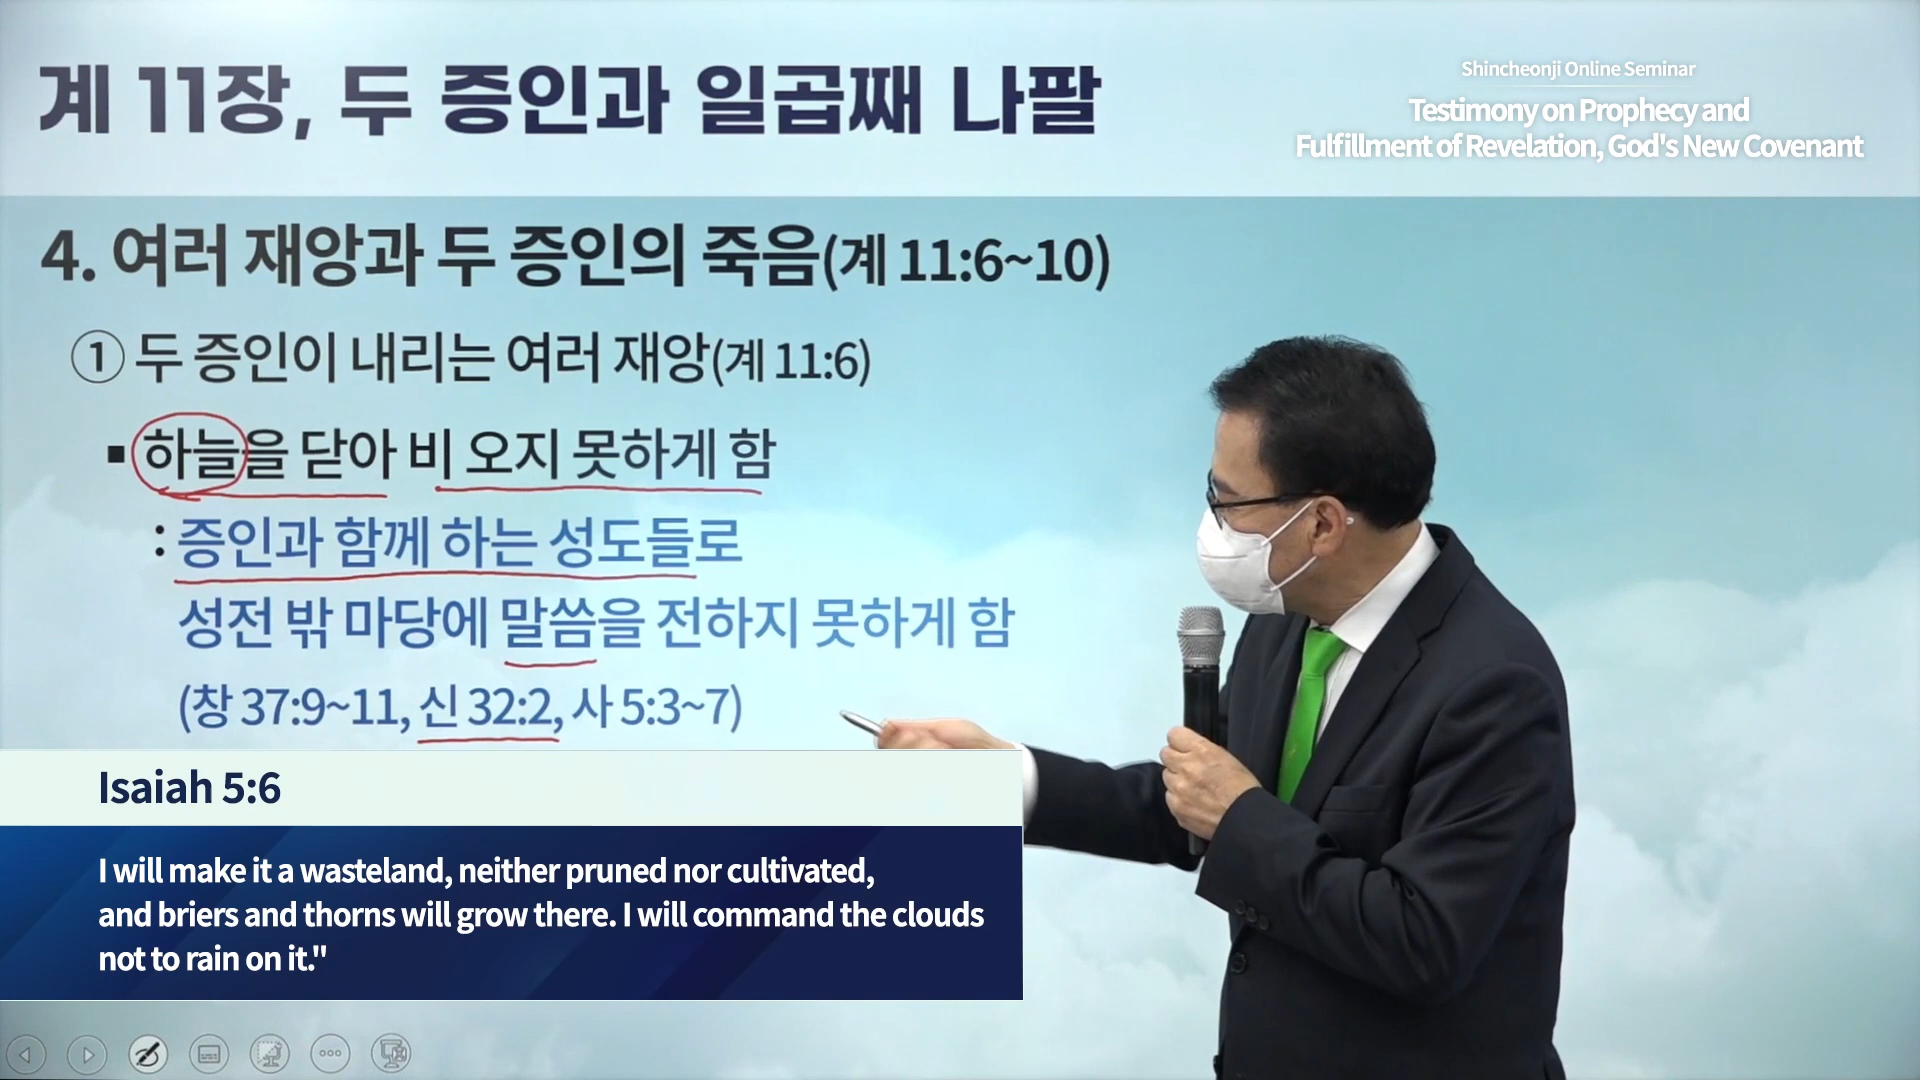 계 11장, 두 증인과 일곱째 나팔
Shincheonji Online Seminar
Testimony on Prophecy and
Fulfillment of Revelation, God's New Covenant
4. 여러 재앙과 두 증인의 죽음(계 11:6~10)
① 두 증인이 내리는 여러 재앙(계 11:6)
▪ 하늘을 닫아 비 오지 못하게 함
: 증인과 함께 하는 성도들로
성전 밖 마당에 말씀을 전하지 못하게 함
(창 37:9~11, 신 32:2, 사 5:3~7)
Isaiah 5:6
I will make it a wasteland, neither pruned nor cultivated,
and briers and thorns will grow there. I will command the clouds
not to rain on it."